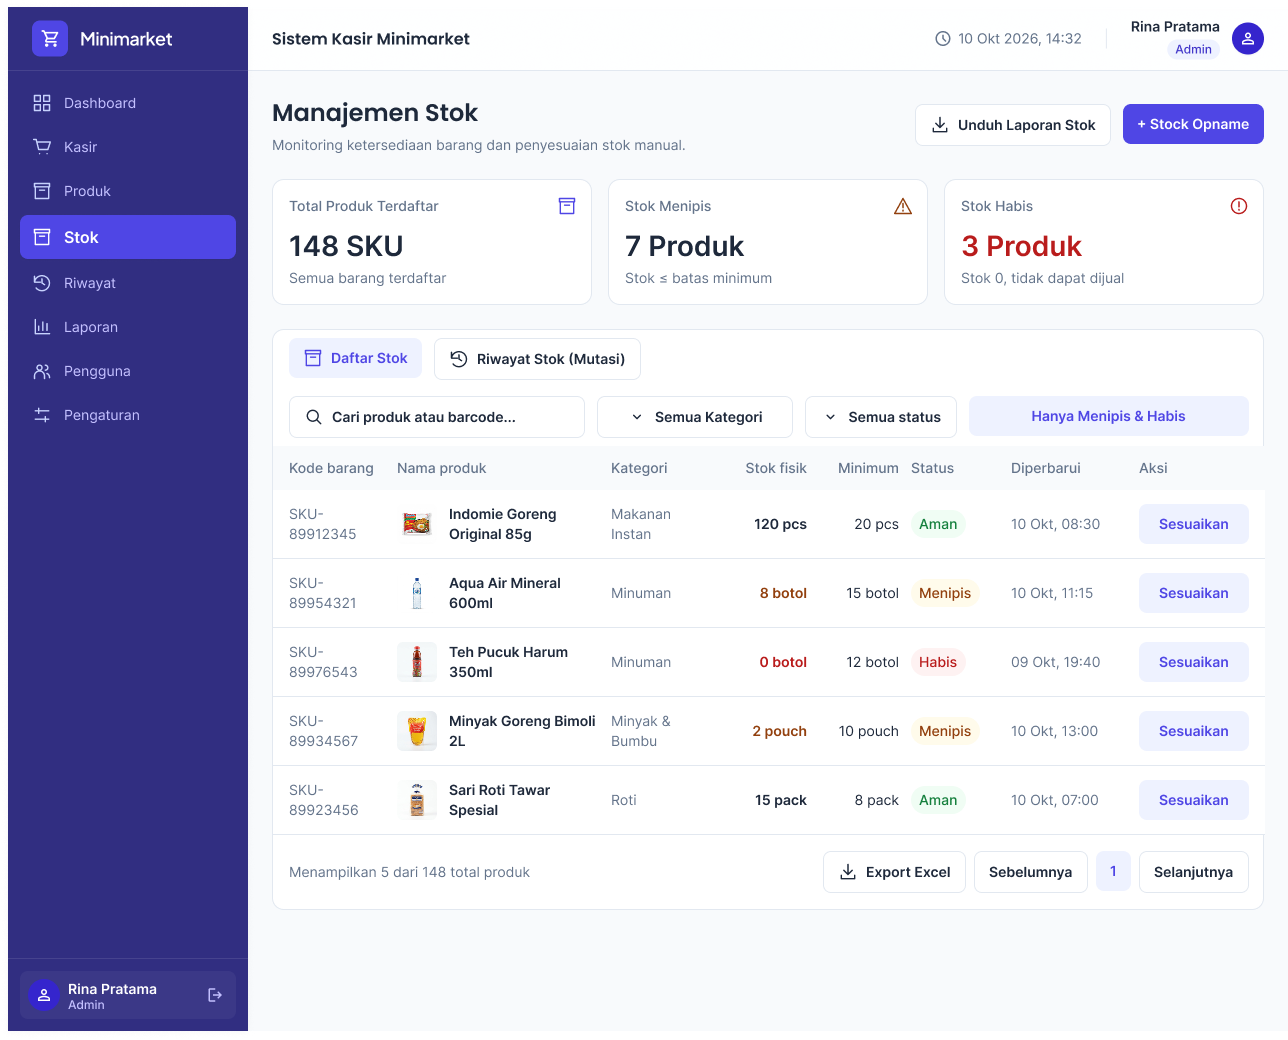 Minimarket
Dashboard
Kasir
Produk
Stok
Riwayat
Laporan
Pengguna
Pengaturan
Rina Pratama
Admin
Sistem Kasir Minimarket
10 Okt 2026, 14:32
Rina Pratama
Admin
Manajemen Stok
Monitoring ketersediaan barang dan penyesuaian stok manual.
Unduh Laporan Stok
+ Stock Opname
Total Produk Terdaftar
148 SKU
Semua barang terdaftar
Stok Menipis
7 Produk
Stok ≤ batas minimum
Stok Habis
3 Produk
Stok 0, tidak dapat dijual
Daftar Stok
Riwayat Stok (Mutasi)
Cari produk atau barcode...
Semua Kategori
Semua status
Hanya Menipis & Habis
Kode barang Nama produk Kategori Stok fisik Minimum Status Diperbarui Aksi
SKU-
89912345
Indomie Goreng
Original 85g
Makanan
Instan
120 pcs
20 pcs
Aman
10 Okt, 08:30
Sesuaikan
SKU-
89954321
Aqua Air Mineral
600ml
Minuman
8 botol
15 botol
Menipis
10 Okt, 11:15
Sesuaikan
SKU-
89976543
Teh Pucuk Harum
350ml
Minuman
0 botol
12 botol
Habis
09 Okt, 19:40
Sesuaikan
SKU-
89934567
Minyak Goreng Bimoli
2L
Minyak &
Bumbu
2 pouch
10 pouch
Menipis
10 Okt, 13:00
Sesuaikan
SKU-
89923456
Sari Roti Tawar
Spesial
Roti
15 pack
8 pack
Aman
10 Okt, 07:00
Sesuaikan
Menampilkan 5 dari 148 total produk
Export Excel
Sebelumnya
1
Selanjutnya